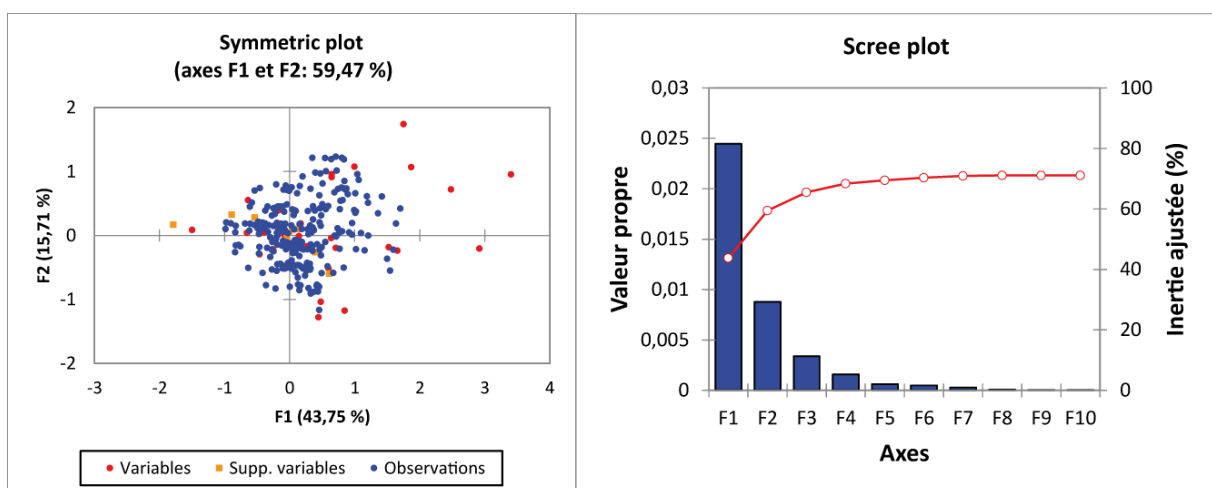 Symmetric plot
(axes F1 et F2: 59,47 %)
2
1
0
-1
-2
-3
-2
-1
0
1
2
3
4
F2 (15,71 %)
F1 (43,75 %)
Variables
Supp. variables
Observations
Scree plot
0,03
0,025
0,02
0,015
0,01
0,005
0
Valeur propre
100
80
60
40
20
0
Inertie ajustée (%)
F1
F2
F3
F4
F5
F6
F7
F8
F9
F10
Axes